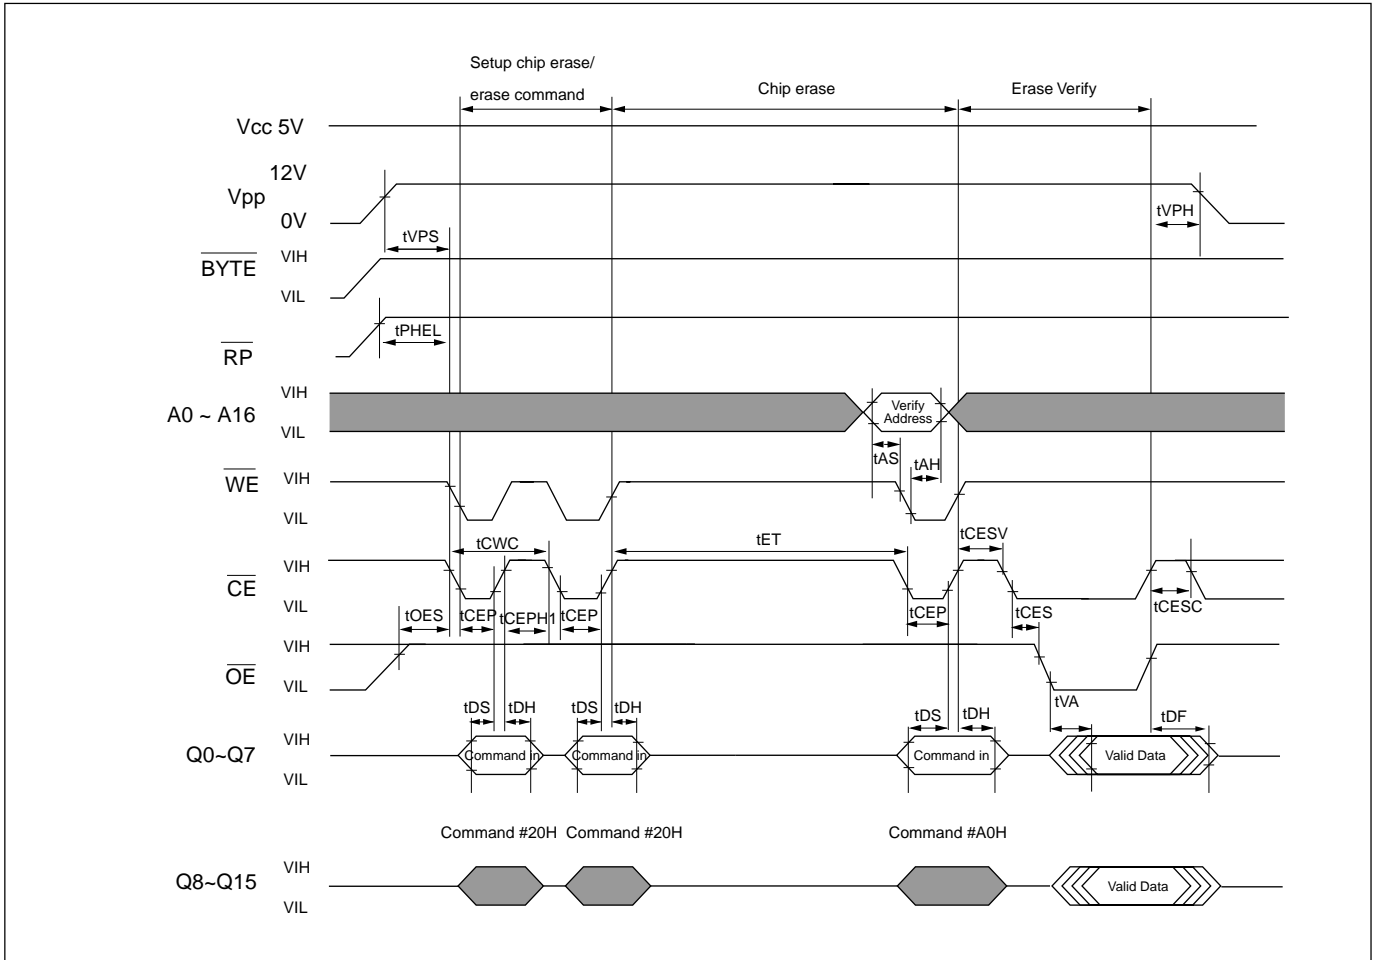 Setup chip erase/
erase command
Chip erase
Erase Verify
Vcc 5V
12V
Vpp
0V
tVPS
tVPH
BYTE
VIH
VIL
tPHEL
RP
A0 ~ A16
VIH
VIL
Verify
Address
tAS
tAH
WE
VIH
VIL
tCWC
tET
tCESV
CE
VIH
VIL
tOES
tCEP
tCEPH1
tCEP
tCEP
tCES
tCESC
OE
VIH
VIL
tDS
tDH
tDS
tDH
tDS
tDH
tVA
tDF
Q0~Q7
VIH
VIL
Command in
Command in
Command in
Valid Data
Command #20H
Command #20H
Command #A0H
Q8~Q15
VIH
VIL
Valid Data